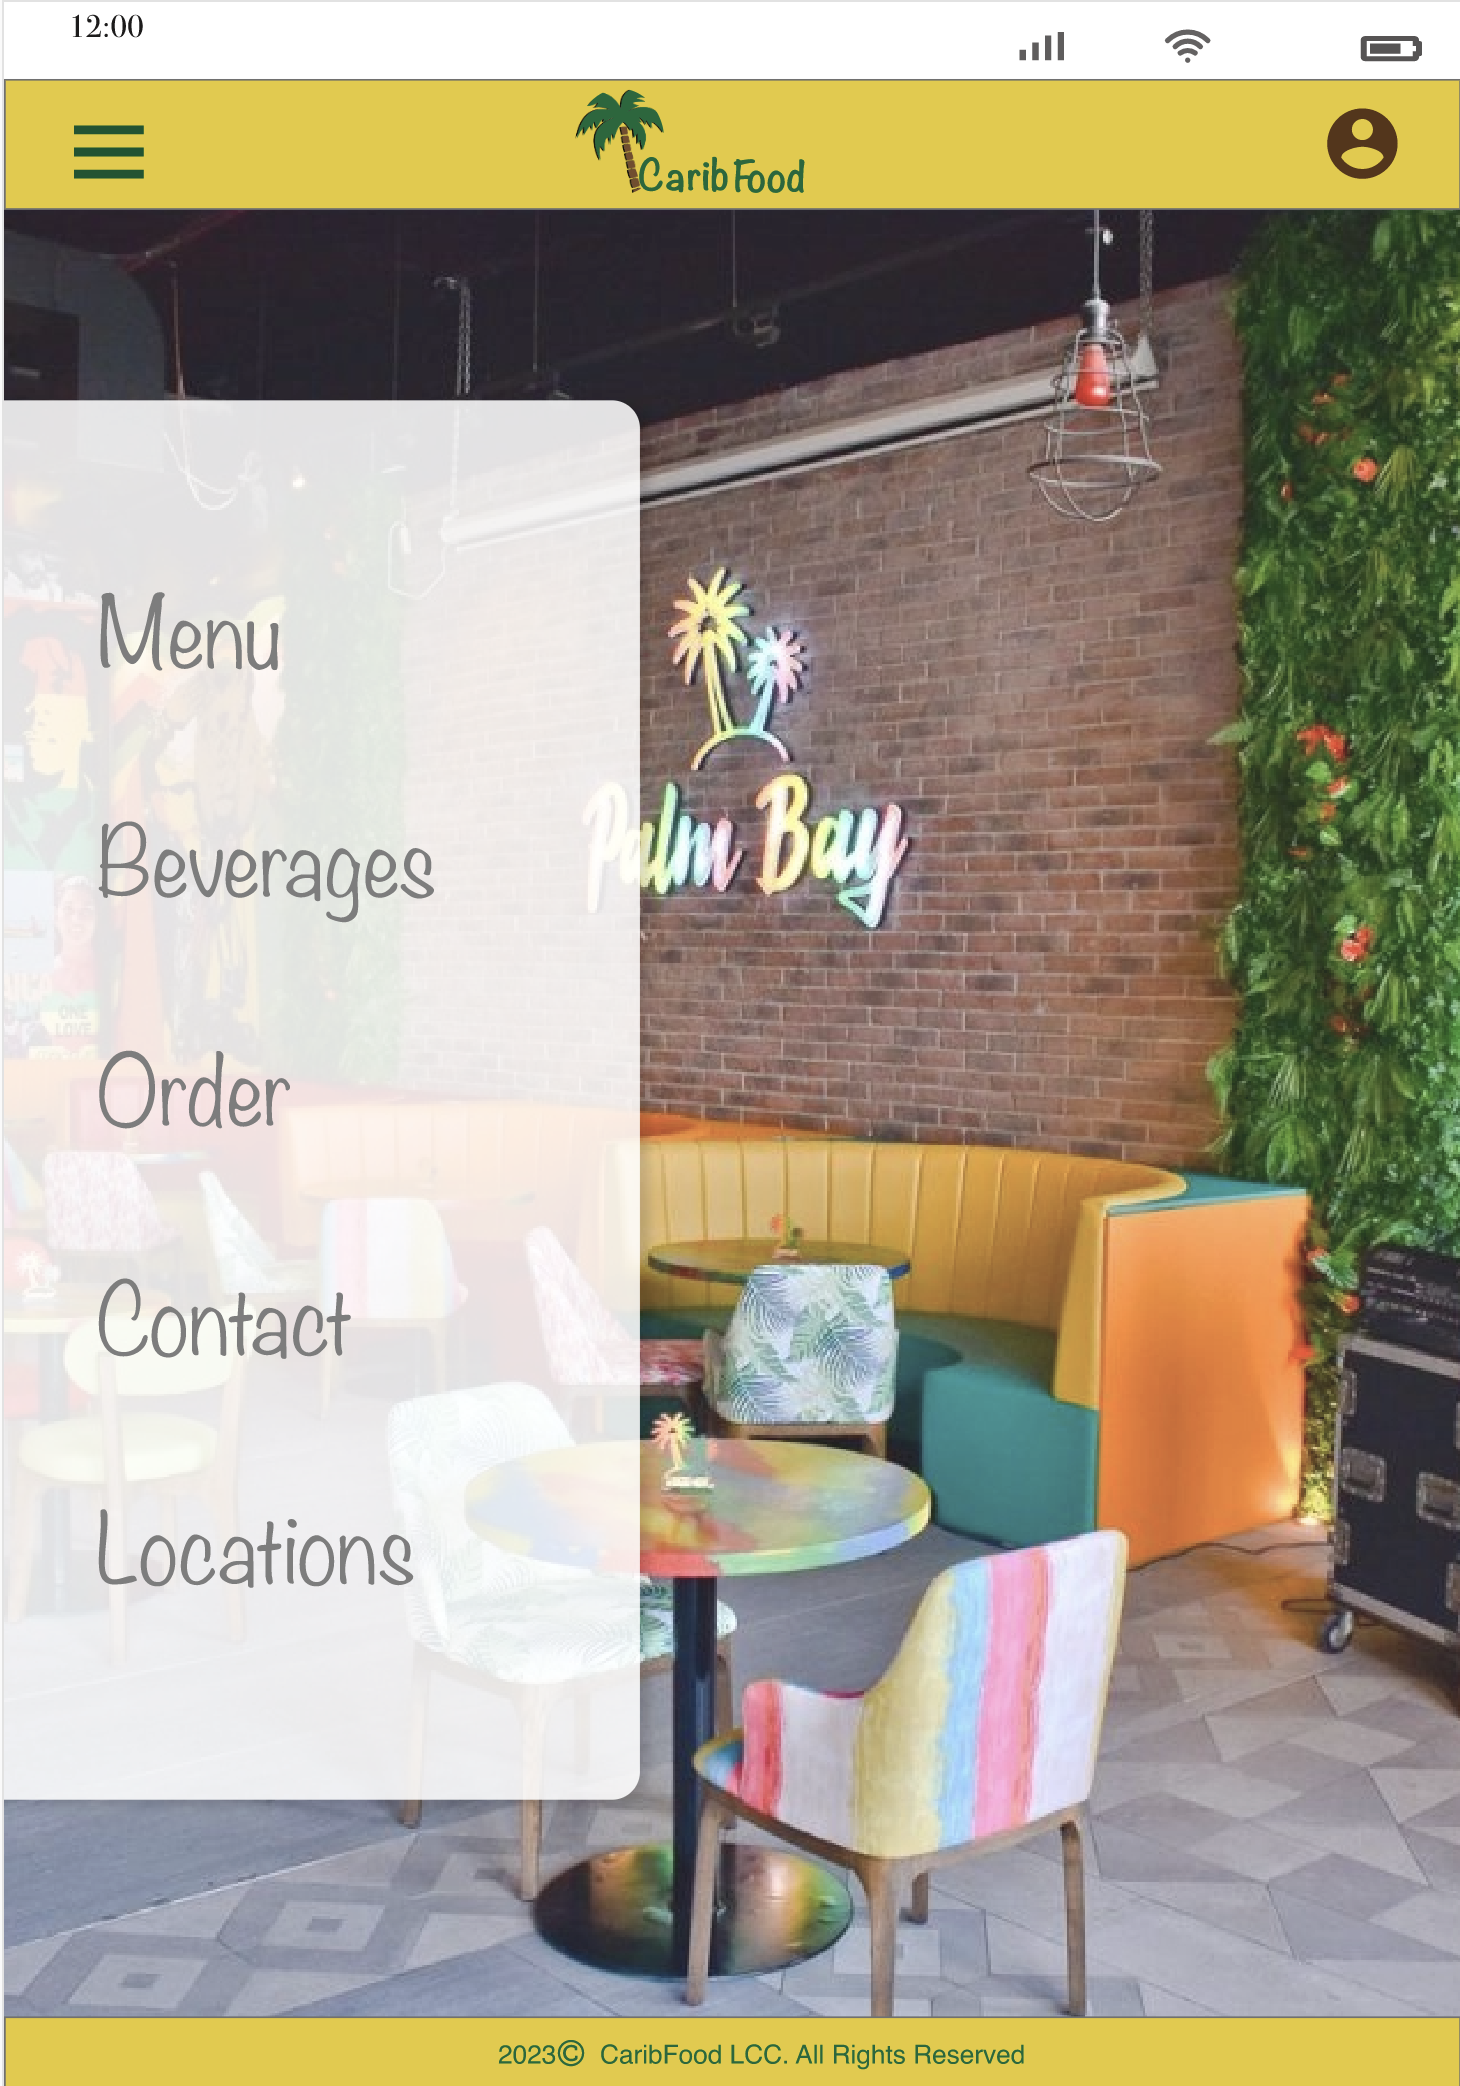 12:00
Carib Food
Menu
Palm Bay
Beverages
ONE
LOVE
Order
Contact
Locations
2023© CaribFood LCC. All Rights Reserved